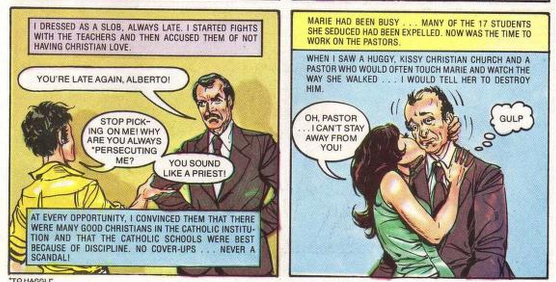 I DRESSED AS A SLOB, ALWAYS LATE. I STARTED FIGHTS
WITH THE TEACHERS AND THEN ACCUSED THEM OF NOT
HAVING CHRISTIAN LOVE.
YOU'RE LATE AGAIN, ALBERTO!
STOP PICK-
ING ON ME! WHY
ARE YOU ALWAYS
*PERSECUTING
ME?
YOU SOUND
LIKE A PRIEST!
AT EVERY OPPORTUNITY, I CONVINCED THEM THAT THERE
WERE MANY GOOD CHRISTIANS IN THE CATHOLIC INSTITU-
TION AND THAT THE CATHOLIC SCHOOLS WERE BEST
BECAUSE OF DISCIPLINE. NO COVER-UPS . . . NEVER A
SCANDAL!
*TO HAGGLE
MARIE HAD BEEN BUSY . . . MANY OF THE 17 STUDENTS
SHE SEDUCED HAD BEEN EXPELLED. NOW WAS THE TIME TO
WORK ON THE PASTORS.
WHEN I SAW A HUGGY, KISSY CHRISTIAN CHURCH AND A
PASTOR WHO WOULD OFTEN TOUCH MARIE AND WATCH THE
WAY SHE WALKED . . . I WOULD TELL HER TO DESTROY
HIM.
OH, PASTOR
. . . I CAN'T STAY
AWAY FROM
YOU!
GULP